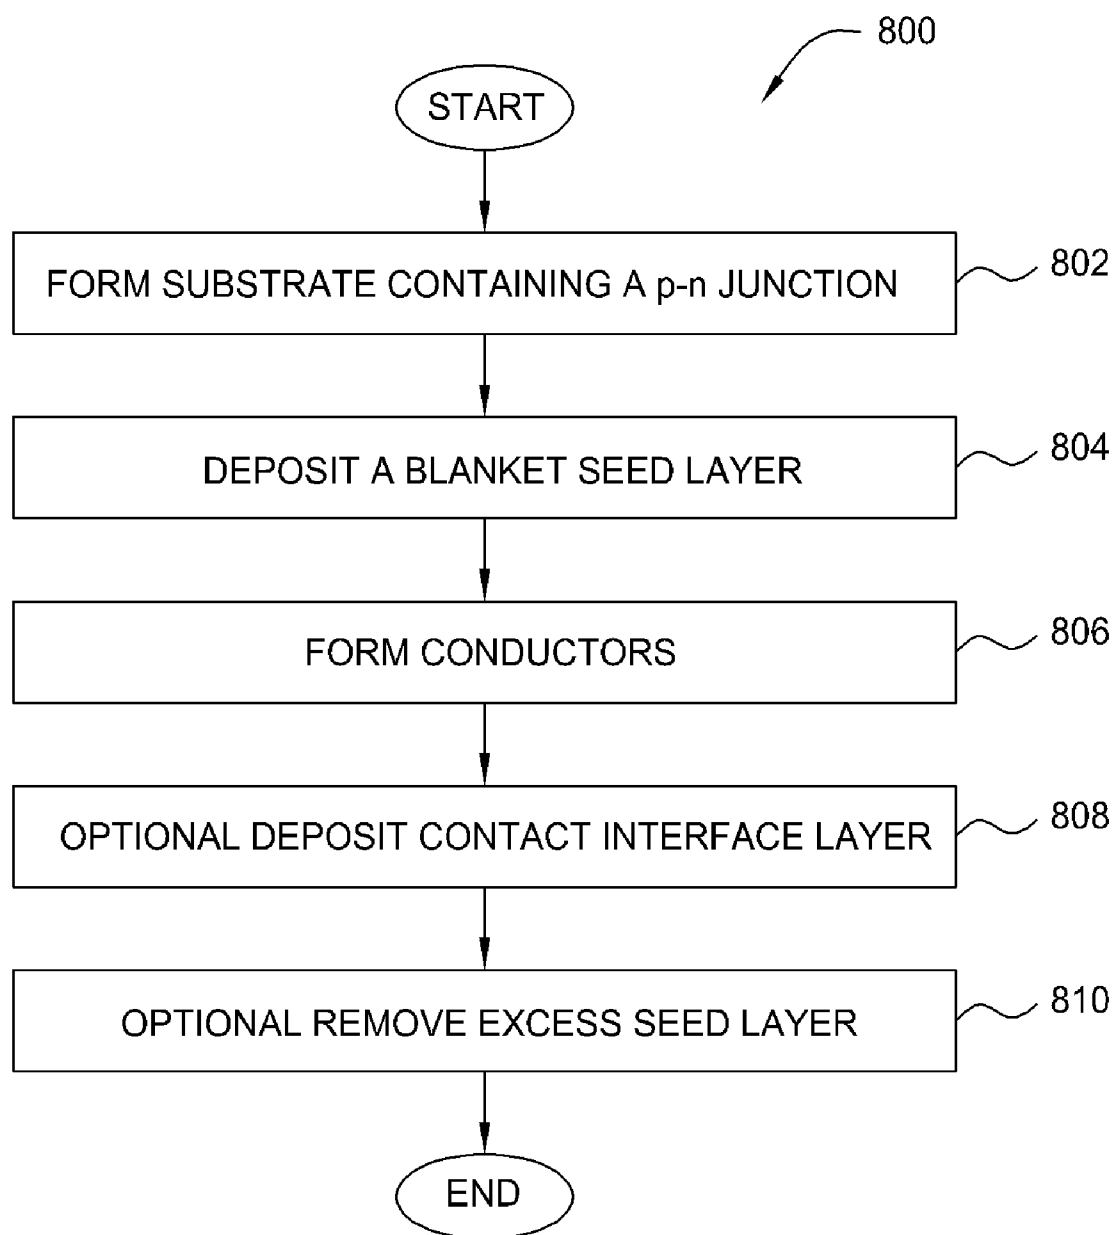 800
START
FORM SUBSTRATE CONTAINING A p-n JUNCTION
802
DEPOSIT A BLANKET SEED LAYER
804
FORM CONDUCTORS
806
OPTIONAL DEPOSIT CONTACT INTERFACE LAYER
808
OPTIONAL REMOVE EXCESS SEED LAYER
810
END